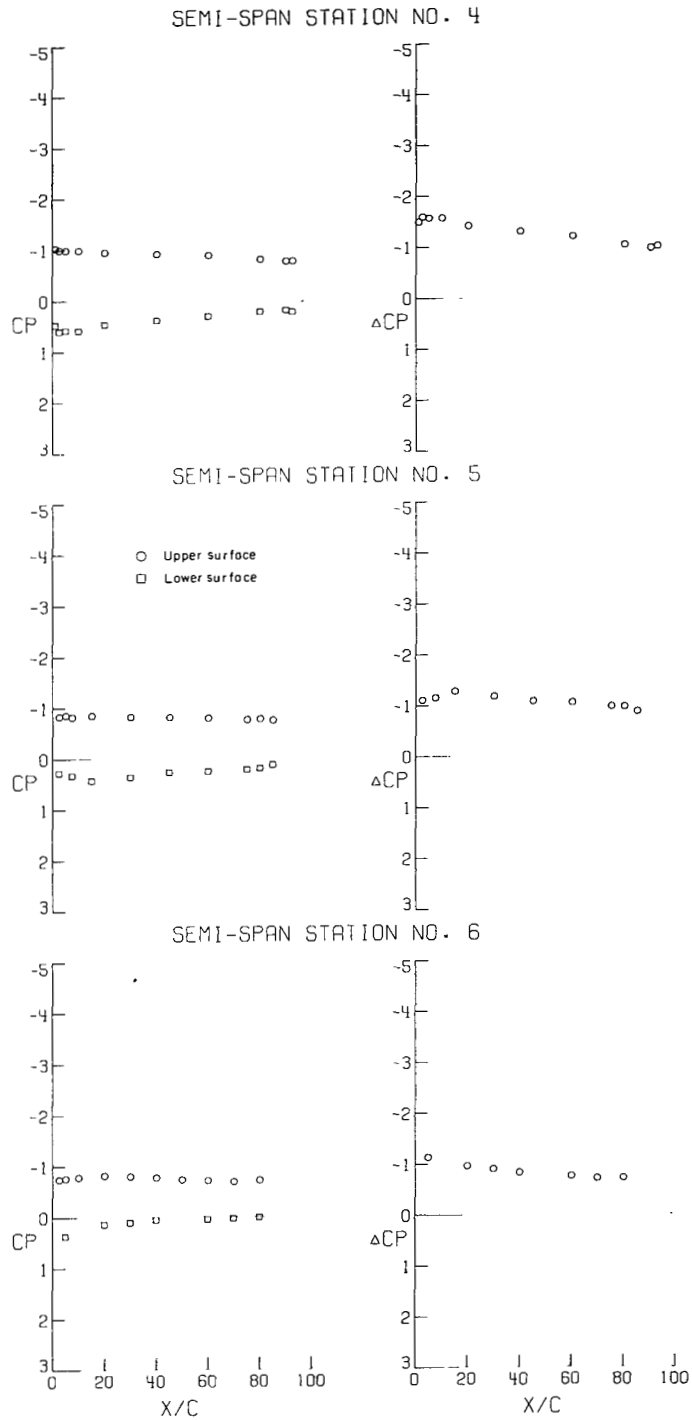 SEMI-SPAN STATION NO. 4
-5 -5
-4 -4
-3 -3
-2 -2
-1 -1
0 0
CP ΔCP
1 1
2 2
3 3
SEMI-SPAN STATION NO. 5
-5 -5
○ Upper surface
-4 -4
□ Lower surface
-3 -3
-2 -2
-1 -1
0 0
CP ΔCP
1 1
2 2
3 3
SEMI-SPAN STATION NO. 6
-5 -5
-4 -4
-3 -3
-2 -2
-1 -1
0 0
CP ΔCP
1 1
2 2
3 3
0 20 40 60 80 100 0 20 40 60 80 100
X/C X/C